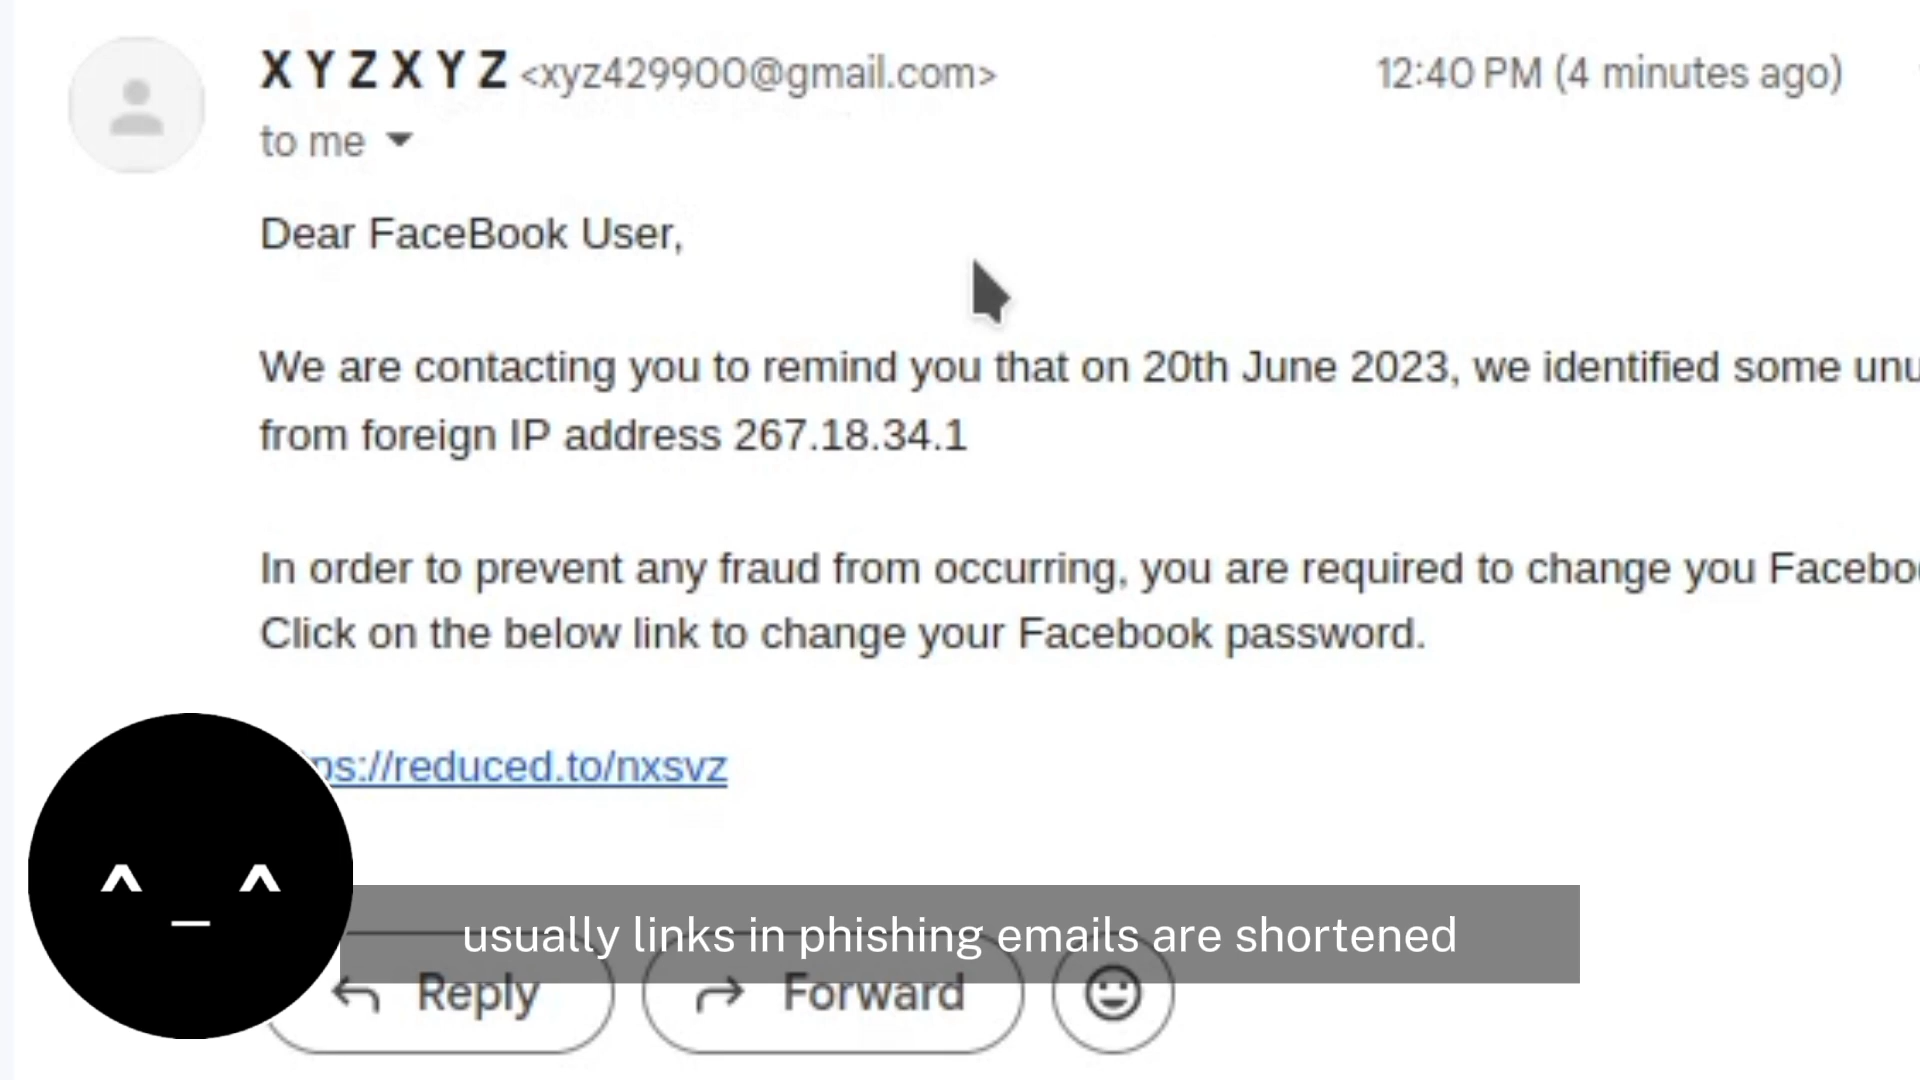 X Y Z X Y Z <xyz429900@gmail.com> 12:40 PM (4 minutes ago)
to me
Dear FaceBook User,
We are contacting you to remind you that on 20th June 2023, we identified some
from foreign IP address 267.18.34.1
In order to prevent any fraud from occurring, you are required to change you
Click on the below link to change your Facebook password.
ps://reduced.to/nxsvz
^ _ ^
usually links in phishing emails are shortened
Reply Forward